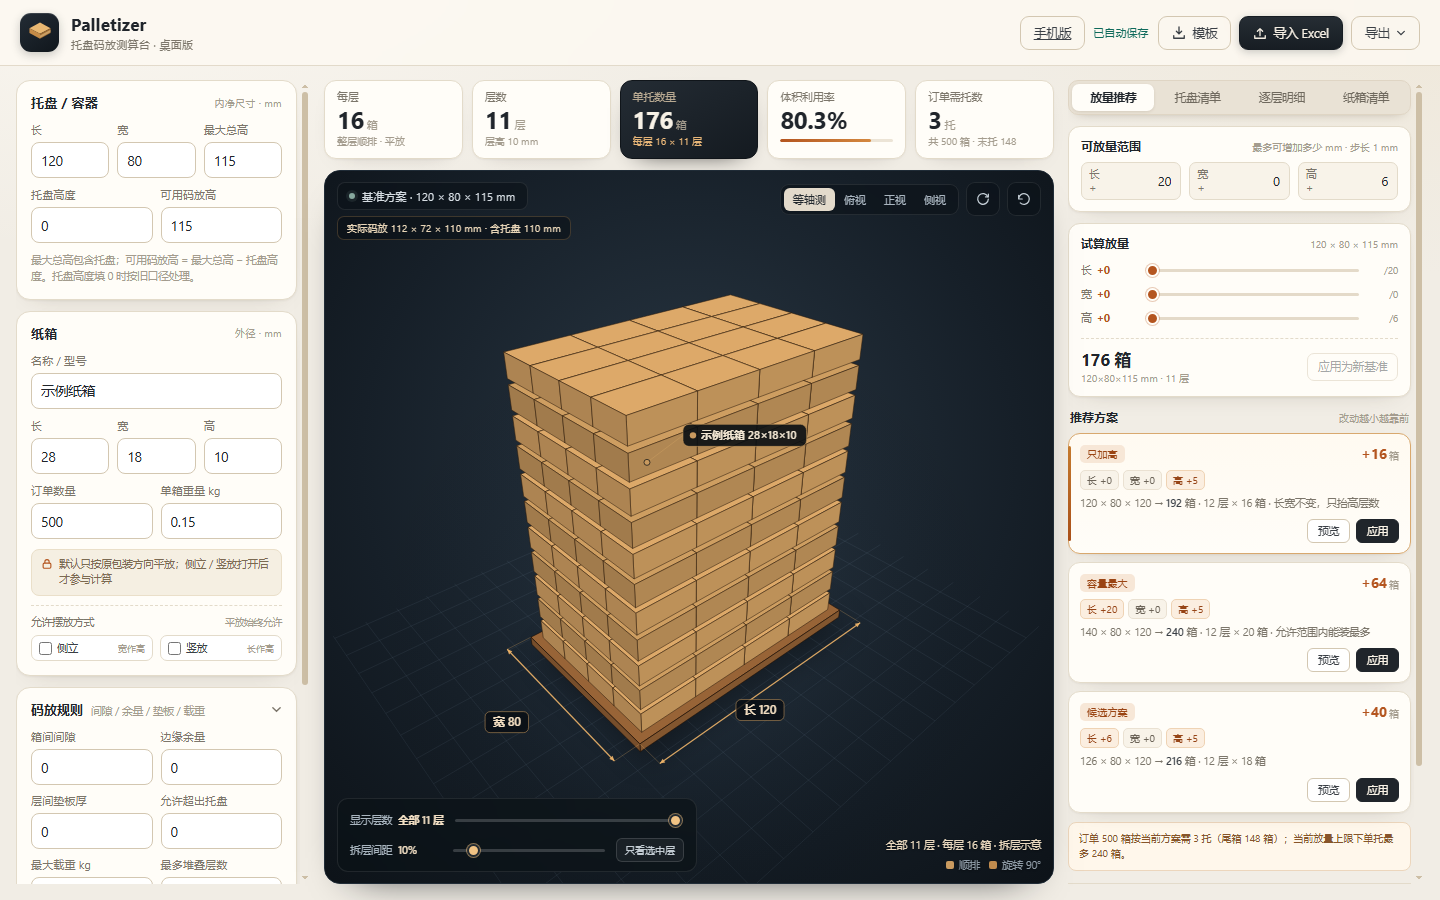 Palletizer
托盘码放测算台 · 桌面版
手机版
已自动保存
模板
导入 Excel
导出
托盘 / 容器
内净尺寸 · mm
长
宽
最大总高
120
80
115
托盘高度
可用码放高
0
115
最大总高包含托盘；可用码放高 = 最大总高 − 托盘高
度。托盘高度填 0 时按旧口径处理。
纸箱
外径 · mm
名称 / 型号
示例纸箱
长
宽
高
28
18
10
订单数量
单箱重量 kg
500
0.15
默认只按原包装方向平放；侧立 / 竖放打开后
才参与计算
允许摆放方式
平放始终允许
侧立
宽作高
竖放
长作高
码放规则
间隙 / 余量 / 垫板 / 载重
箱间间隙
边缘余量
0
0
层间垫板厚
允许超出托盘
0
0
最大载重 kg
最多堆叠层数
每层
16 箱
整层顺排 · 平放
层数
11 层
层高 10 mm
单托数量
176 箱
每层 16 × 11 层
体积利用率
80.3%
订单需托数
3 托
共 500 箱 · 末托 148
基准方案 · 120 × 80 × 115 mm
实际码放 112 × 72 × 110 mm · 含托盘 110 mm
等轴测
俯视
正视
侧视
示例纸箱 28×18×10
宽 80
长 120
显示层数 全部 11 层
拆层间距 10%
只看选中层
全部 11 层 · 每层 16 箱 · 拆层示意
顺排
旋转 90°
放量推荐
托盘清单
逐层明细
纸箱清单
可放量范围
最多可增加多少 mm · 步长 1 mm
长 + 20
宽 + 0
高 + 6
试算放量
120 × 80 × 115 mm
长 +0 /20
宽 +0 /0
高 +0 /6
176 箱
120×80×115 mm · 11 层
应用为新基准
推荐方案
改动越小越靠前
只加高
+16 箱
长 +0 宽 +0 高 +5
120 × 80 × 120 → 192 箱 · 12 层 × 16 箱 · 长宽不变，只抬高层数
预览
应用
容量最大
+64 箱
长 +20 宽 +0 高 +5
140 × 80 × 120 → 240 箱 · 12 层 × 20 箱 · 允许范围内能装最多
预览
应用
候选方案
+40 箱
长 +6 宽 +0 高 +5
126 × 80 × 120 → 216 箱 · 12 层 × 18 箱
预览
应用
订单 500 箱按当前方案需 3 托（尾箱 148 箱）；当前放量上限下单托最
多 240 箱。